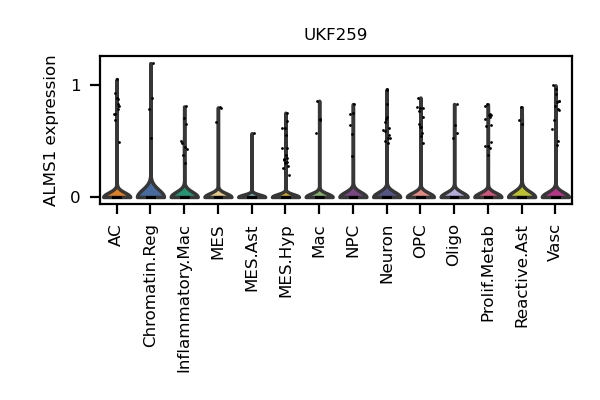 UKF259
ALMS1 expression
1
0
AC
Chromatin.Reg
Inflammatory.Mac
MES
MES.Ast
MES.Hyp
Mac
NPC
Neuron
OPC
Oligo
Prolif.Metab
Reactive.Ast
Vasc